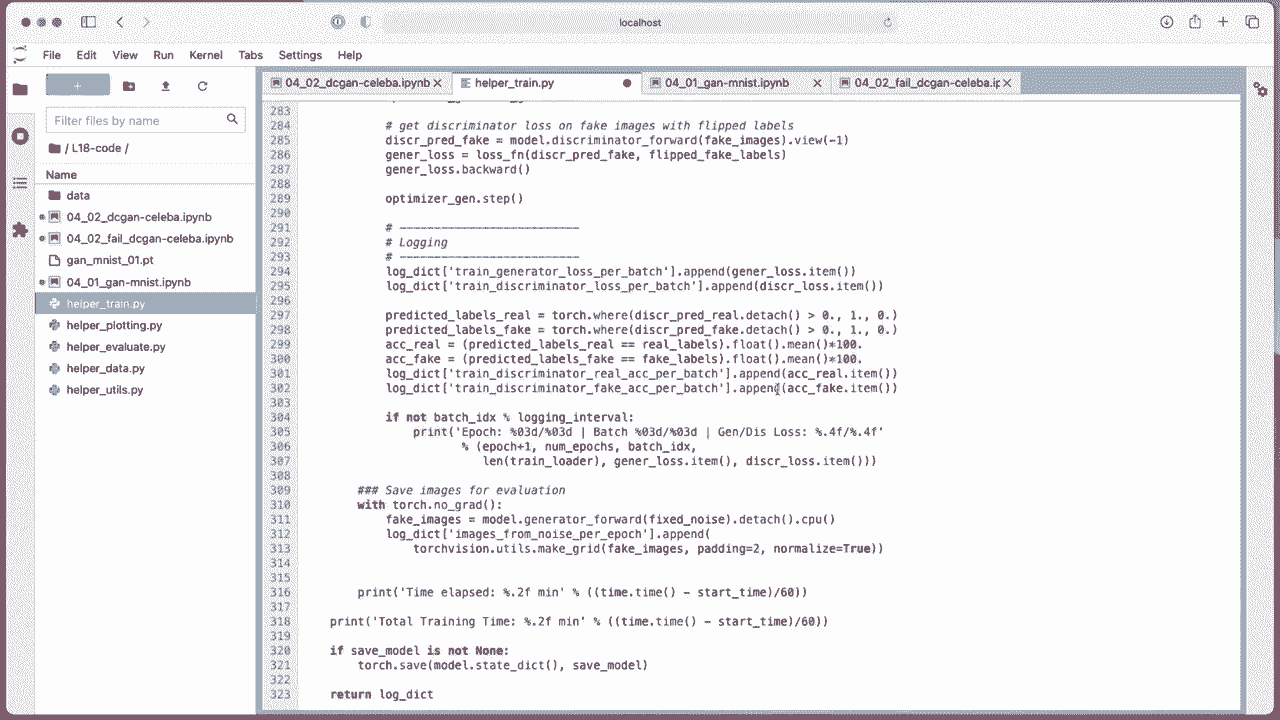 localhost
File Edit View Run Kernel Tabs Settings Help
+
Filter files by name
/ L18-code /
Name
data
04_02_dcgan-celeba.ipynb
04_02_fail_dcgan-celeba.ipynb
gan_mnist_01.pt
04_01_gan-mnist.ipynb
helper_train.py
helper_plotting.py
helper_evaluate.py
helper_data.py
helper_utils.py
04_02_dcgan-celeba.ipynb helper_train.py 04_01_gan-mnist.ipynb 04_02_fail_dcgan-celeba.ip
283
284 # get discriminator loss on fake images with flipped labels
285 discr_pred_fake = model.discriminator_forward(fake_images).view(-1)
286 gener_loss = loss_fn(discr_pred_fake, flipped_fake_labels)
287 gener_loss.backward()
288
289 optimizer_gen.step()
290
291 # --------------------------
292 # Logging
293 # --------------------------
294 log_dict['train_generator_loss_per_batch'].append(gener_loss.item())
295 log_dict['train_discriminator_loss_per_batch'].append(discr_loss.item())
296
297 predicted_labels_real = torch.where(discr_pred_real.detach() > 0., 1., 0.)
298 predicted_labels_fake = torch.where(discr_pred_fake.detach() > 0., 1., 0.)
299 acc_real = (predicted_labels_real == real_labels).float().mean()*100.
300 acc_fake = (predicted_labels_fake == fake_labels).float().mean()*100.
301 log_dict['train_discriminator_real_acc_per_batch'].append(acc_real.item())
302 log_dict['train_discriminator_fake_acc_per_batch'].append(acc_fake.item())
303
304 if not batch_idx % logging_interval:
305 print('Epoch: %03d/%03d | Batch %03d/%03d | Gen/Dis Loss: %.4f/%.4f'
306 % (epoch+1, num_epochs, batch_idx,
307 len(train_loader), gener_loss.item(), discr_loss.item()))
308
309 ### Save images for evaluation
310 with torch.no_grad():
311 fake_images = model.generator_forward(fixed_noise).detach().cpu()
312 log_dict['images_from_noise_per_epoch'].append(
313 torchvision.utils.make_grid(fake_images, padding=2, normalize=True))
314
315
316 print('Time elapsed: %.2f min' % ((time.time() - start_time)/60))
317
318 print('Total Training Time: %.2f min' % ((time.time() - start_time)/60))
319
320 if save_model is not None:
321 torch.save(model.state_dict(), save_model)
322
323 return log_dict